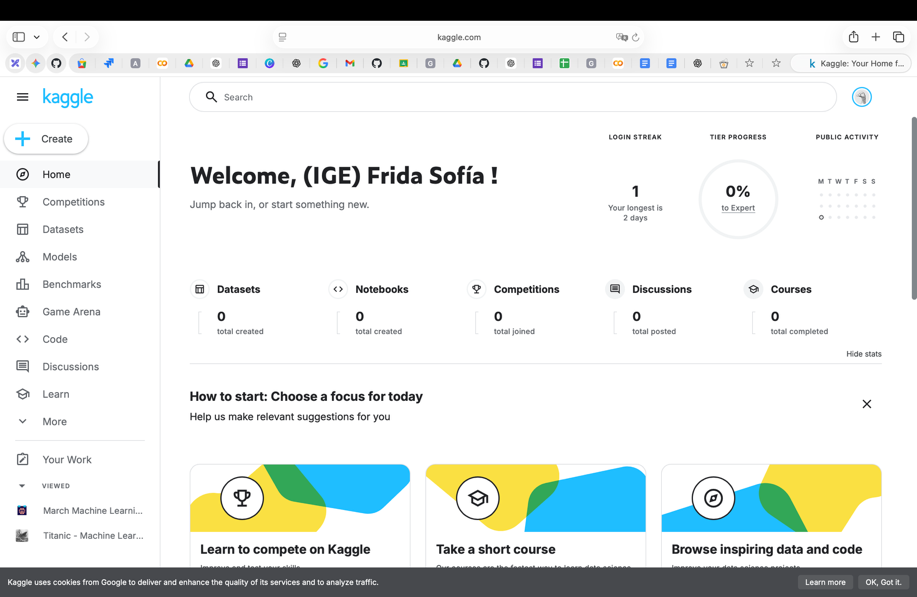 kaggle.com
Kaggle: Your Home f...
kaggle
Search
Create
Home
Competitions
Datasets
Models
Benchmarks
Game Arena
Code
Discussions
Learn
More
Your Work
VIEWED
March Machine Learni...
Titanic - Machine Lear...
Welcome, (IGE) Frida Sofía !
Jump back in, or start something new.
LOGIN STREAK
1
Your longest is
2 days
TIER PROGRESS
0%
to Expert
PUBLIC ACTIVITY
M T W T F S S
Datasets
0
total created
Notebooks
0
total created
Competitions
0
total joined
Discussions
0
total posted
Courses
0
total completed
Hide stats
How to start: Choose a focus for today
Help us make relevant suggestions for you
Learn to compete on Kaggle
Take a short course
Browse inspiring data and code
Kaggle uses cookies from Google to deliver and enhance the quality of its services and to analyze traffic.
Learn more
OK, Got it.